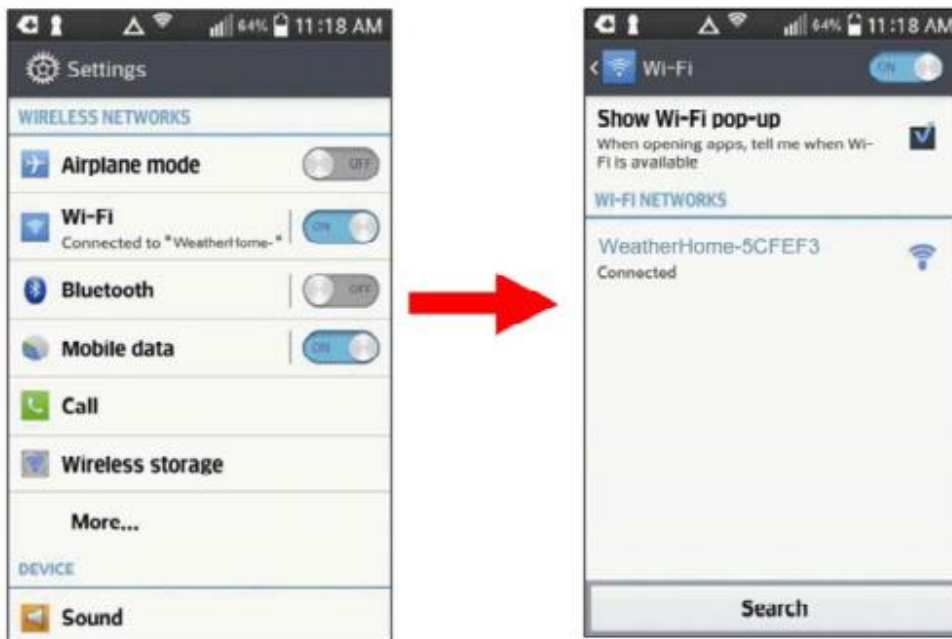 64% 11:18 AM
Settings
WIRELESS NETWORKS
Airplane mode
OFF
Wi-Fi
Connected to "WeatherHome-"
ON
Bluetooth
OFF
Mobile data
ON
Call
Wireless storage
More...
DEVICE
Sound
64% 11:18 AM
Wi-Fi
ON
Show Wi-Fi pop-up
When opening apps, tell me when Wi-
Fi is available
WI-FI NETWORKS
WeatherHome-5CFEF3
Connected
Search